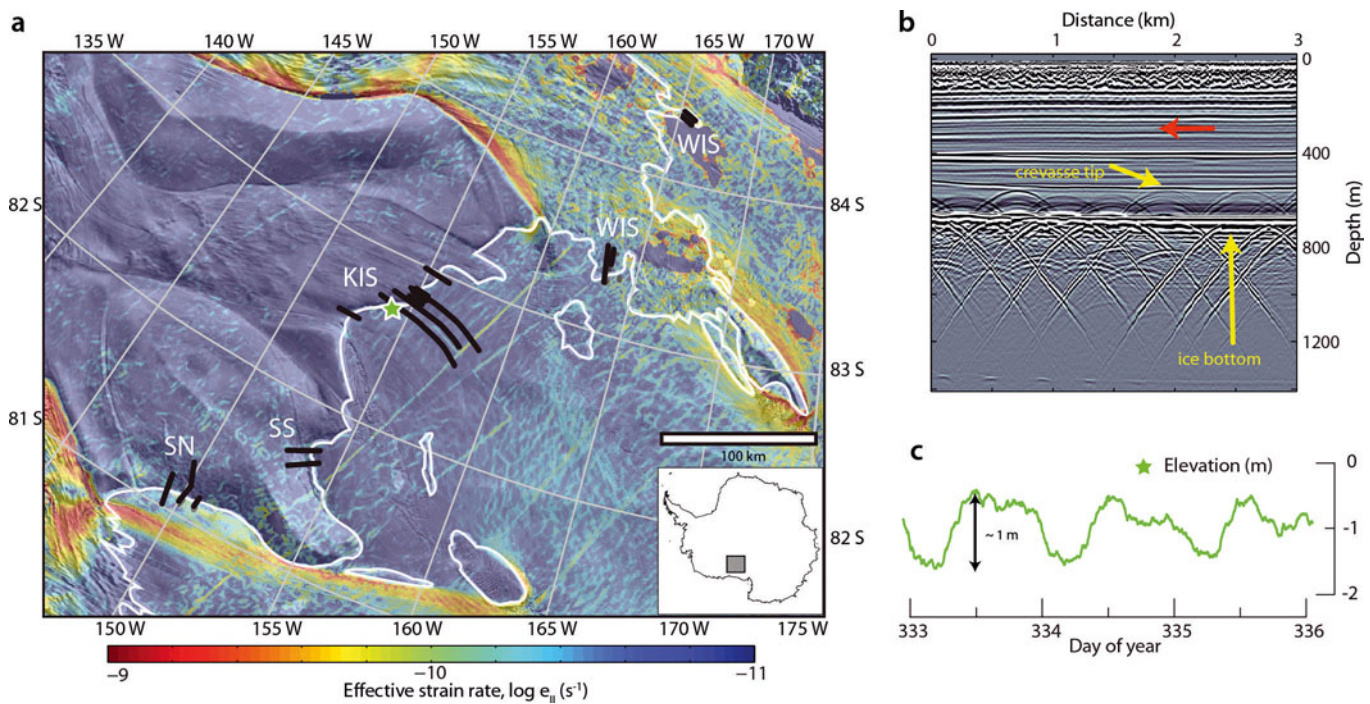 a
135 W 140 W 145 W 150 W 155 W 160 W 165 W 170 W
82 S
81 S
84 S
83 S
82 S
WIS
WIS
KIS
SS
SN
100 km
150 W 155 W 160 W 165 W 170 W 175 W
−9 −10 −11
Effective strain rate, log e_II (s⁻¹)
b
Distance (km)
0 1 2 3
0
400
800
1200
Depth (m)
crevasse tip
ice bottom
c
Elevation (m)
~ 1 m
0
-1
-2
333 334 335 336
Day of year